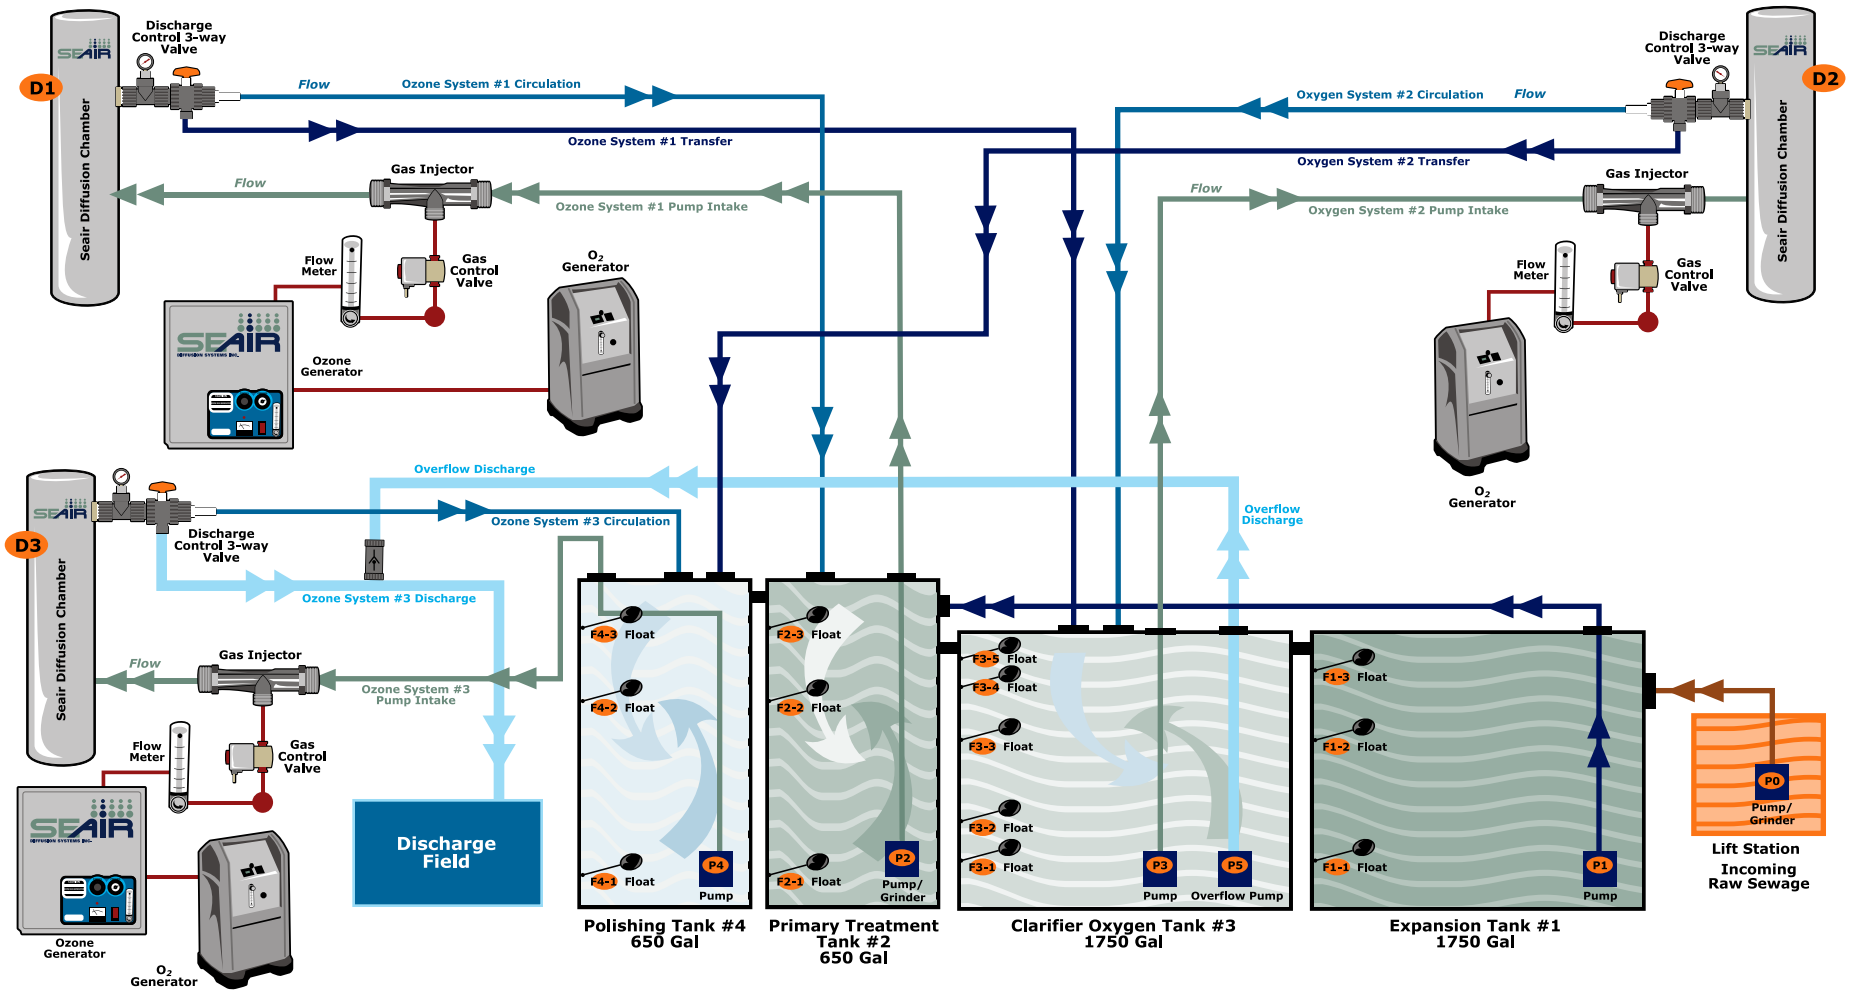 Discharge
Control 3-way
Valve
SEAIR
D1
Seair Diffusion Chamber
Flow
Ozone System #1 Circulation
Ozone System #1 Transfer
Flow
Gas Injector
Ozone System #1 Pump Intake
Flow
Meter
Gas
Control
Valve
O2
Generator
SEAIR
DIFFUSION SYSTEMS INC.
Ozone
Generator
Discharge
Control 3-way
Valve
SEAIR
D2
Seair Diffusion Chamber
Oxygen System #2 Circulation
Flow
Oxygen System #2 Transfer
Gas Injector
Flow
Oxygen System #2 Pump Intake
Flow
Meter
Gas
Control
Valve
O2
Generator
Overflow Discharge
Overflow
Discharge
SEAIR
D3
Seair Diffusion Chamber
Discharge
Control 3-way
Valve
Ozone System #3 Circulation
Ozone System #3 Discharge
Flow
Gas Injector
Ozone System #3
Pump Intake
Flow
Meter
Gas
Control
Valve
SEAIR
DIFFUSION SYSTEMS INC.
Ozone
Generator
O2
Generator
Discharge
Field
F4-3 Float
F4-2 Float
F4-1 Float
P4
Pump
Polishing Tank #4
650 Gal
F2-3 Float
F2-2 Float
F2-1 Float
P2
Pump/
Grinder
Primary Treatment
Tank #2
650 Gal
F3-5 Float
F3-4 Float
F3-3 Float
F3-2 Float
F3-1 Float
P3
Pump
P5
Overflow Pump
Clarifier Oxygen Tank #3
1750 Gal
F1-3 Float
F1-2 Float
F1-1 Float
P1
Pump
Expansion Tank #1
1750 Gal
P0
Pump/
Grinder
Lift Station
Incoming
Raw Sewage